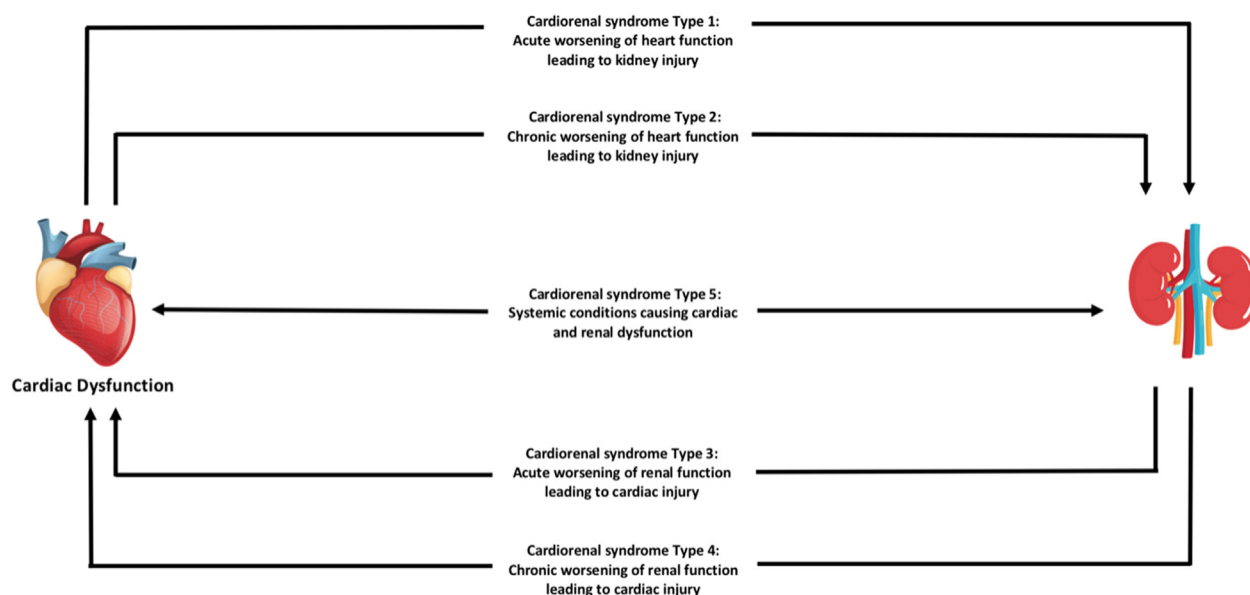 Cardiorenal syndrome Type 1:
Acute worsening of heart function
leading to kidney injury
Cardiorenal syndrome Type 2:
Chronic worsening of heart function
leading to kidney injury
Cardiorenal syndrome Type 5:
Systemic conditions causing cardiac
and renal dysfunction
Cardiac Dysfunction
Cardiorenal syndrome Type 3:
Acute worsening of renal function
leading to cardiac injury
Cardiorenal syndrome Type 4:
Chronic worsening of renal function
leading to cardiac injury